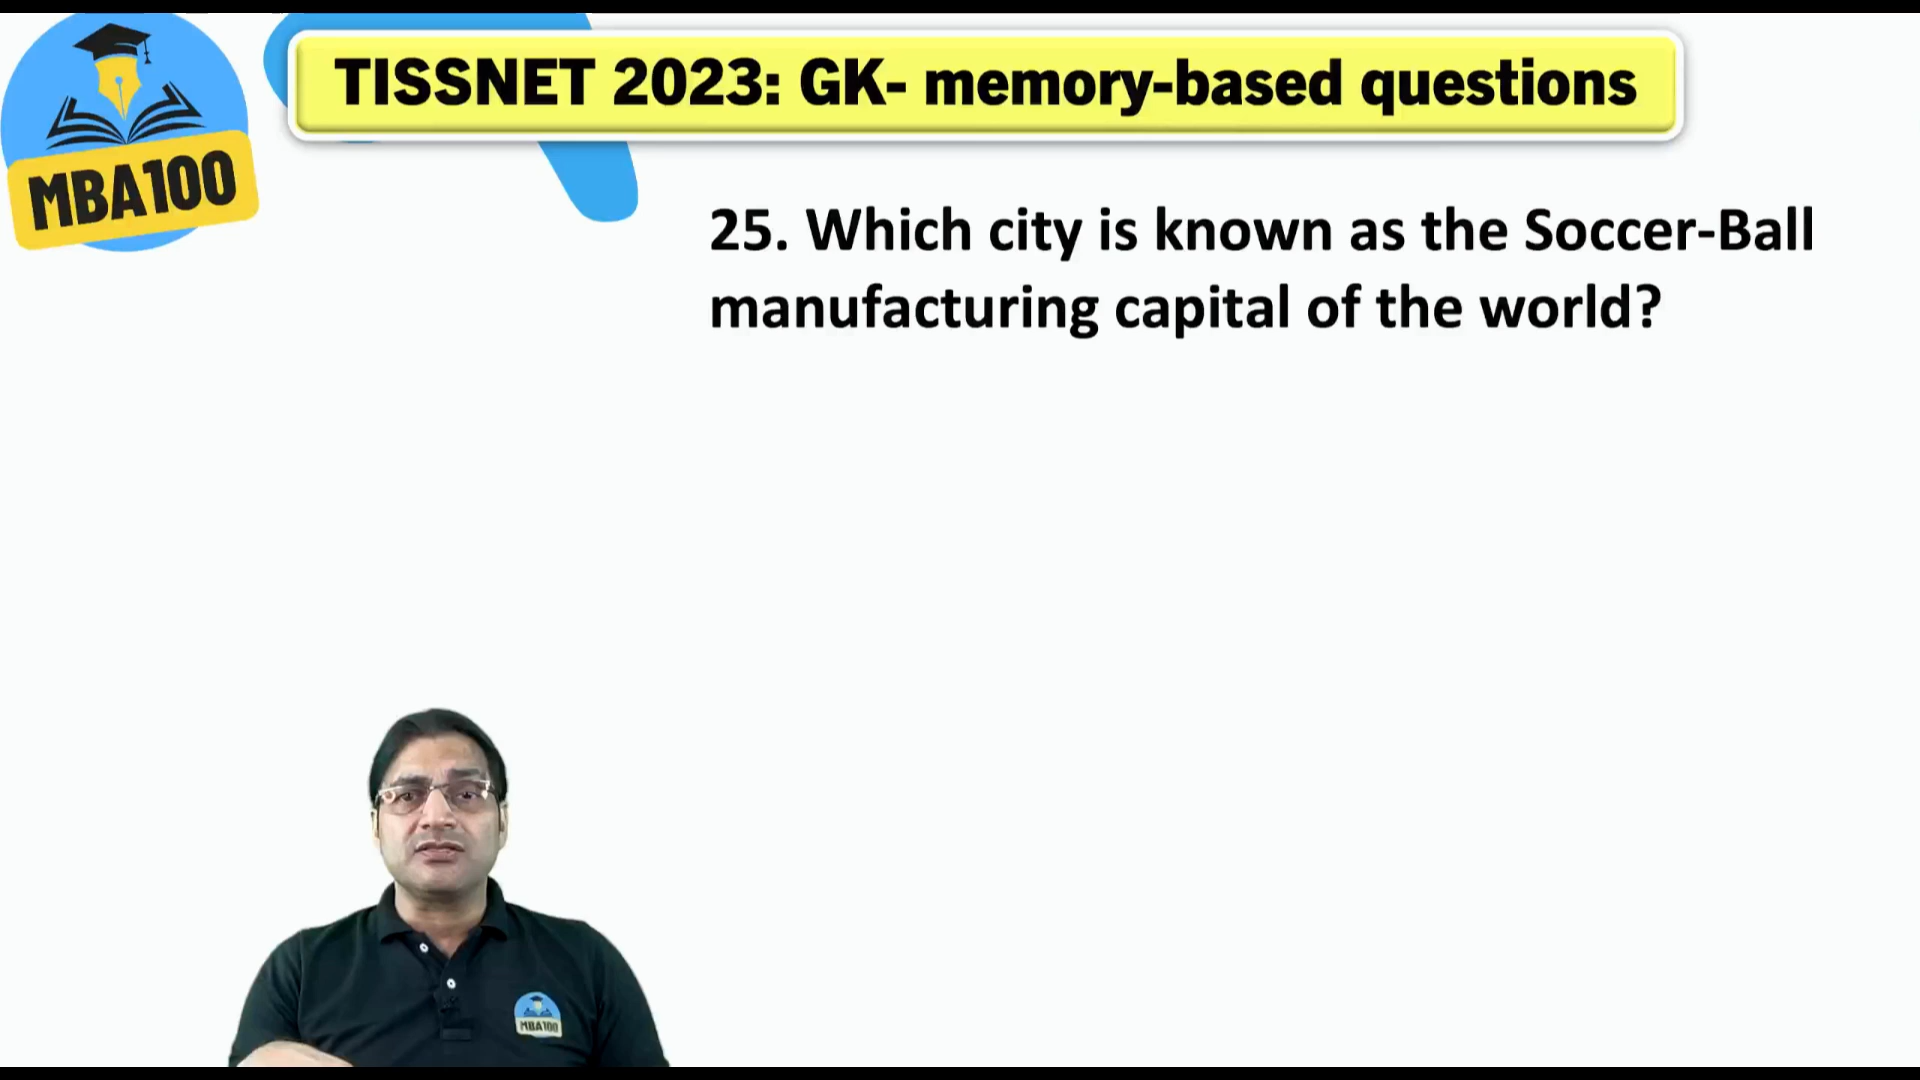 TISSNET 2023: GK- memory-based questions
MBA100
25. Which city is known as the Soccer-Ball
manufacturing capital of the world?
MBA100